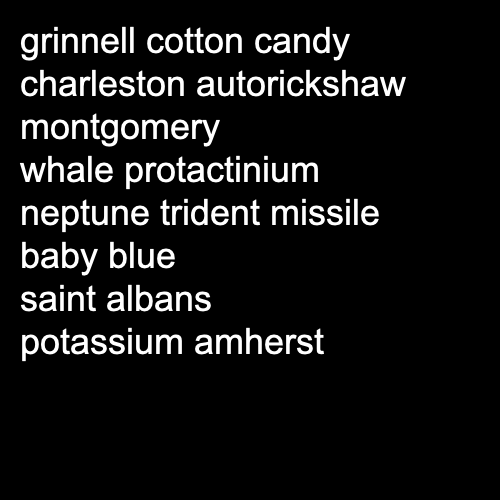 grinnell cotton candy
charleston autorickshaw
montgomery
whale protactinium
neptune trident missile
baby blue
saint albans
potassium amherst